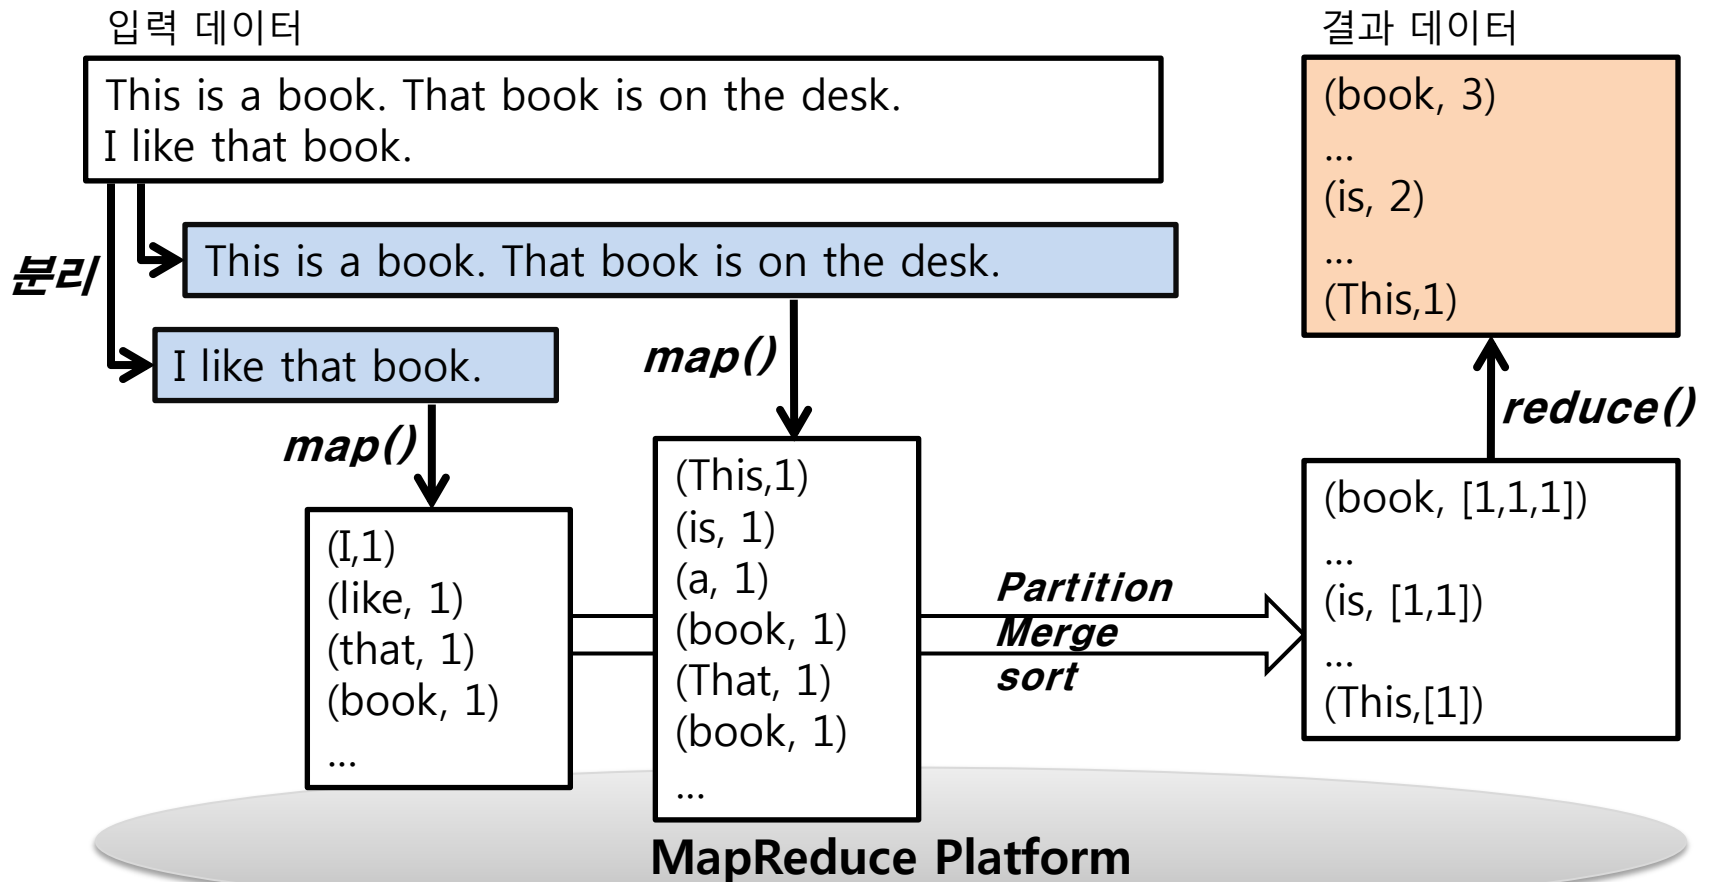 입력 데이터
This is a book. That book is on the desk.
I like that book.
분리
This is a book. That book is on the desk.
I like that book.
map()
map()
(I,1)
(like, 1)
(that, 1)
(book, 1)
...
(This,1)
(is, 1)
(a, 1)
(book, 1)
(That, 1)
(book, 1)
...
Partition
Merge
sort
(book, [1,1,1])
...
(is, [1,1])
...
(This,[1])
reduce()
결과 데이터
(book, 3)
...
(is, 2)
...
(This,1)
MapReduce Platform